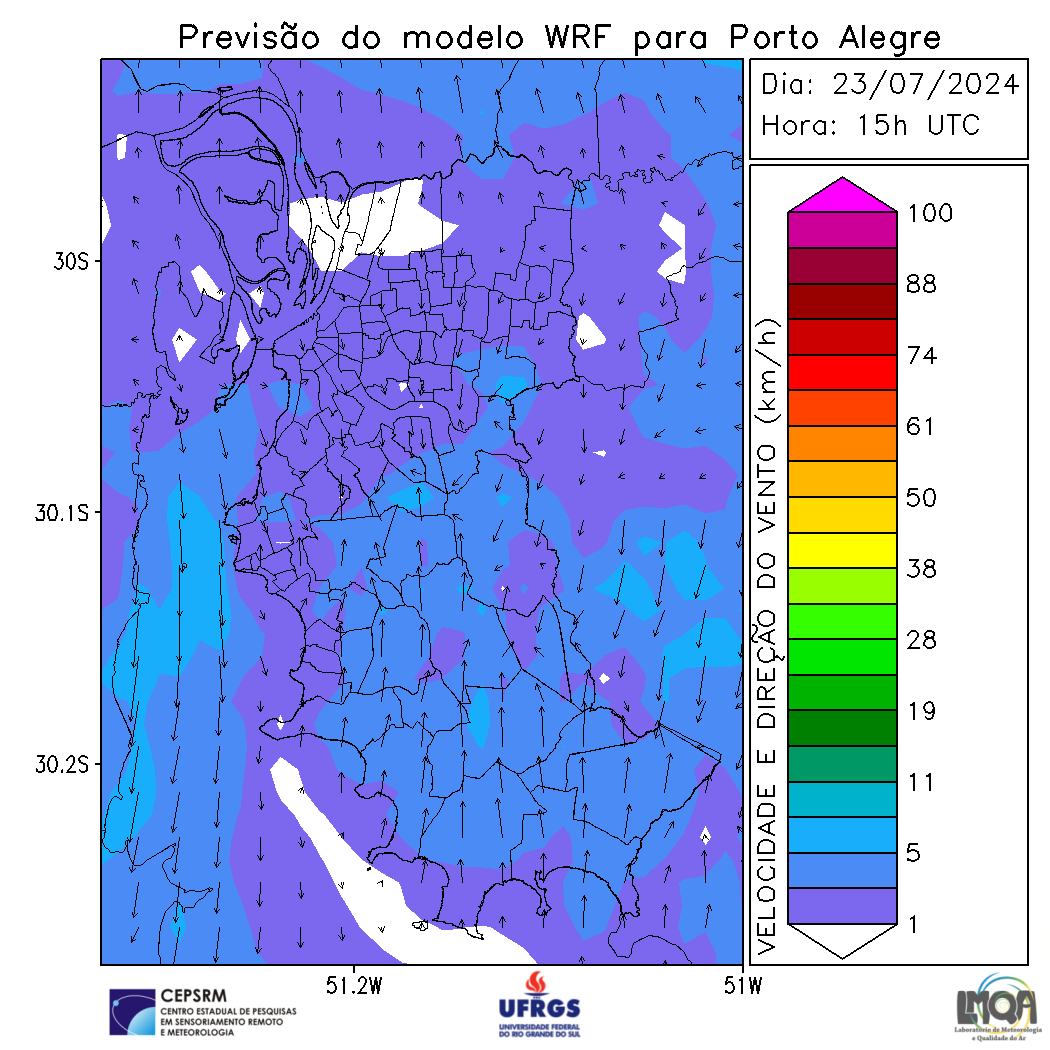 Previsão do modelo WRF para Porto Alegre
Dia: 23/07/2024
Hora: 15h UTC
30S
30.1S
30.2S
51.2W
51W
VELOCIDADE E DIREÇÃO DO VENTO (km/h)
100
88
74
61
50
38
28
19
11
5
1
CEPSRM
CENTRO ESTADUAL DE PESQUISAS
EM SENSORIAMENTO REMOTO
E METEOROLOGIA
UFRGS
UNIVERSIDADE FEDERAL
DO RIO GRANDE DO SUL
LMQA
Laboratório de Meteorologia
e Qualidade do Ar